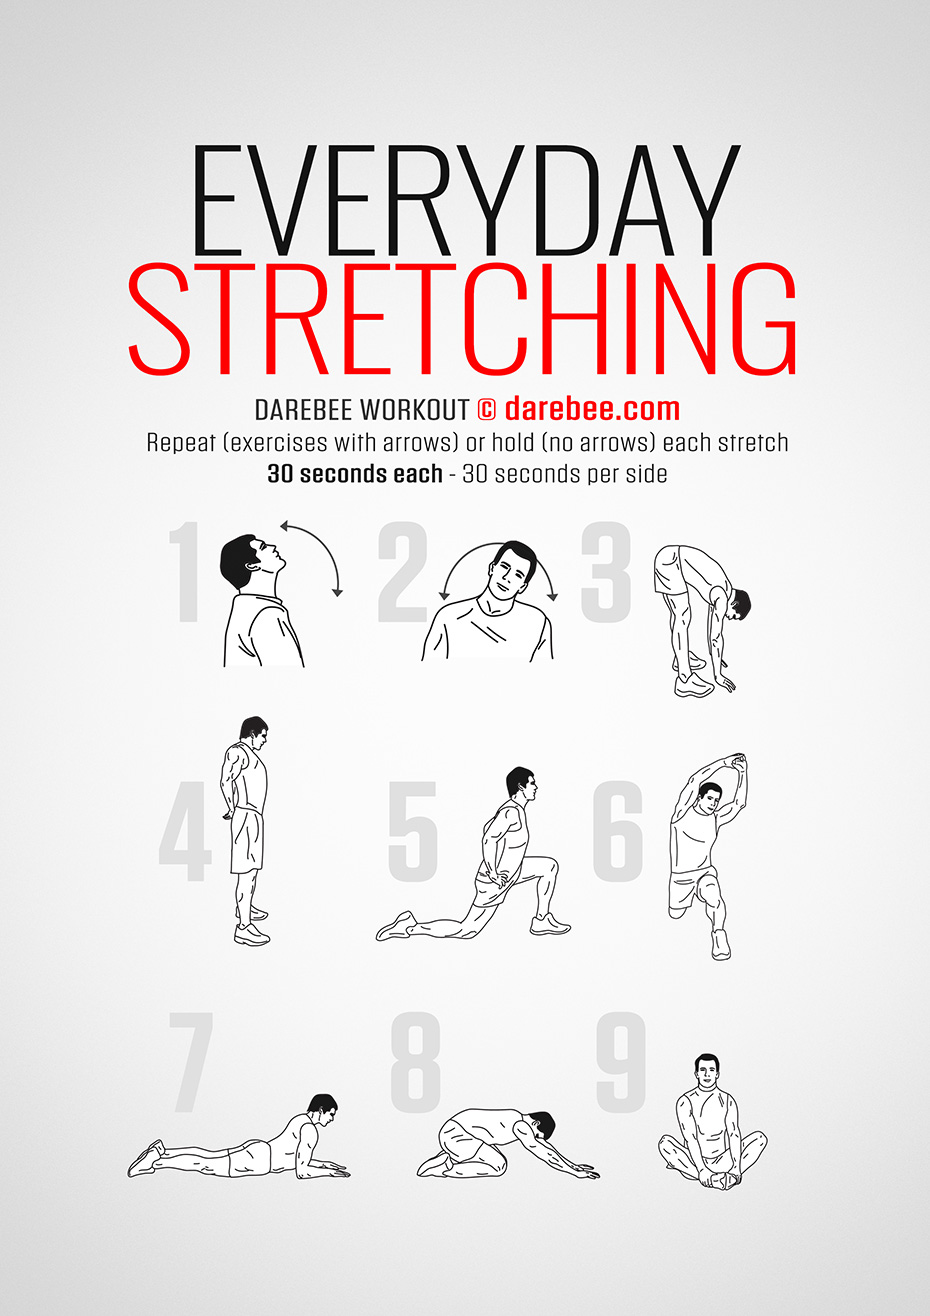 EVERYDAY
STRETCHING
DAREBEE WORKOUT © darebee.com
Repeat (exercises with arrows) or hold (no arrows) each stretch
30 seconds each - 30 seconds per side
1 2 3
4 5 6
7 8 9